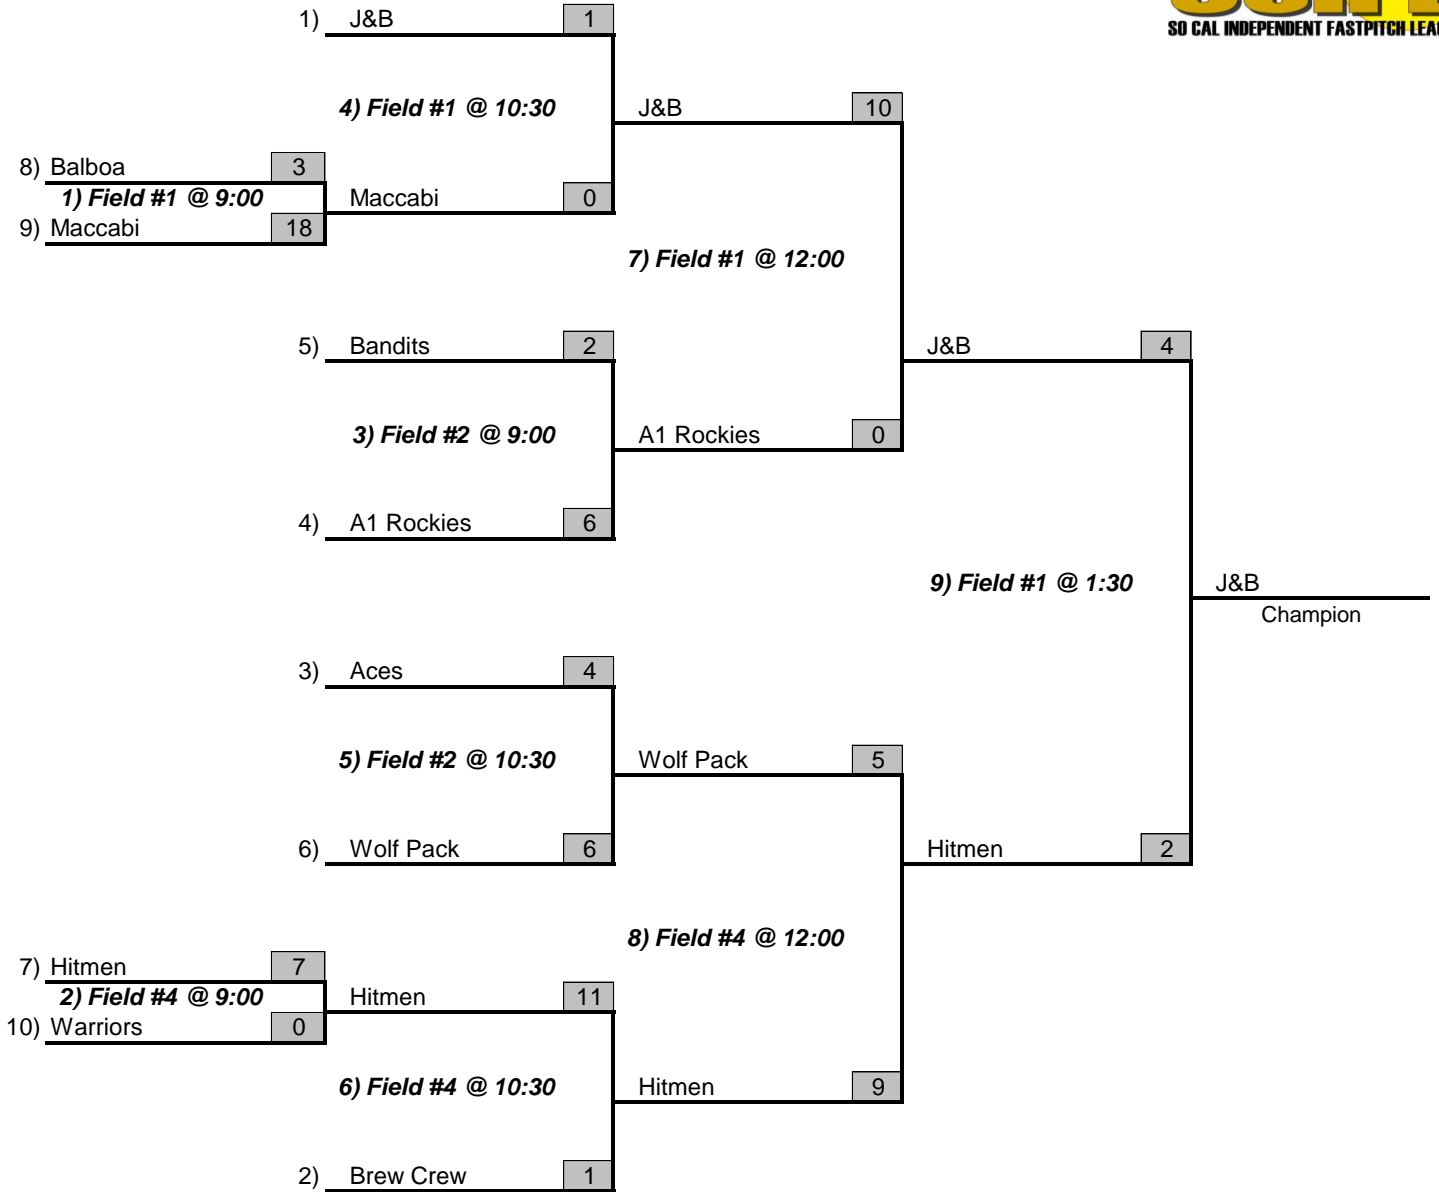 SO CAL INDEPENDENT FASTPITCH
1) J&B 1
4) Field #1 @ 10:30
J&B 10
8) Balboa 3
1) Field #1 @ 9:00
Maccabi 0
9) Maccabi 18
7) Field #1 @ 12:00
5) Bandits 2
J&B 4
3) Field #2 @ 9:00
A1 Rockies 0
4) A1 Rockies 6
9) Field #1 @ 1:30
J&B
Champion
3) Aces 4
5) Field #2 @ 10:30
Wolf Pack 5
6) Wolf Pack 6
Hitmen 2
8) Field #4 @ 12:00
7) Hitmen 7
2) Field #4 @ 9:00
Hitmen 11
10) Warriors 0
6) Field #4 @ 10:30
Hitmen 9
2) Brew Crew 1